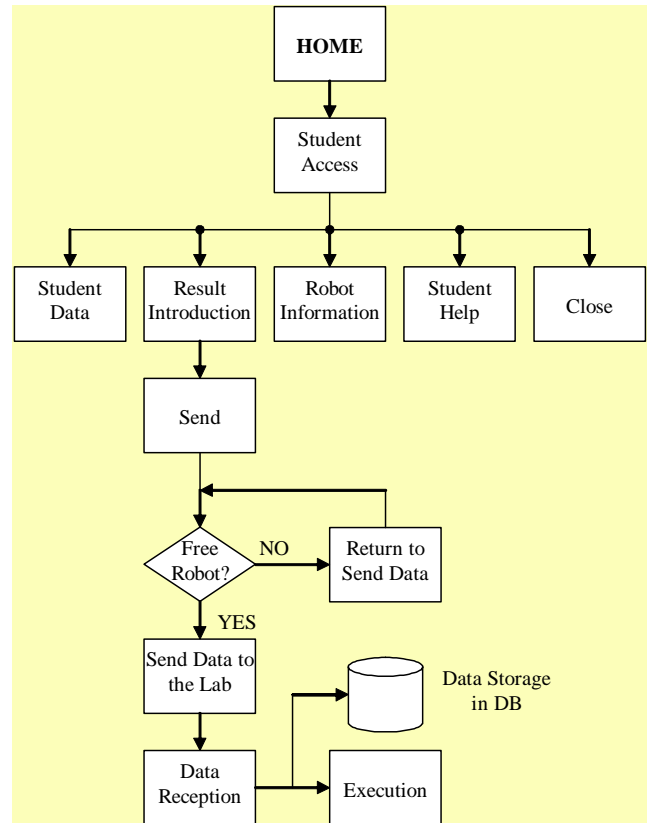 HOME
Student
Access
Student
Data
Result
Introduction
Robot
Information
Student
Help
Close
Send
Free
Robot?
NO
Return to
Send Data
YES
Send Data to
the Lab
Data Storage
in DB
Data
Reception
Execution